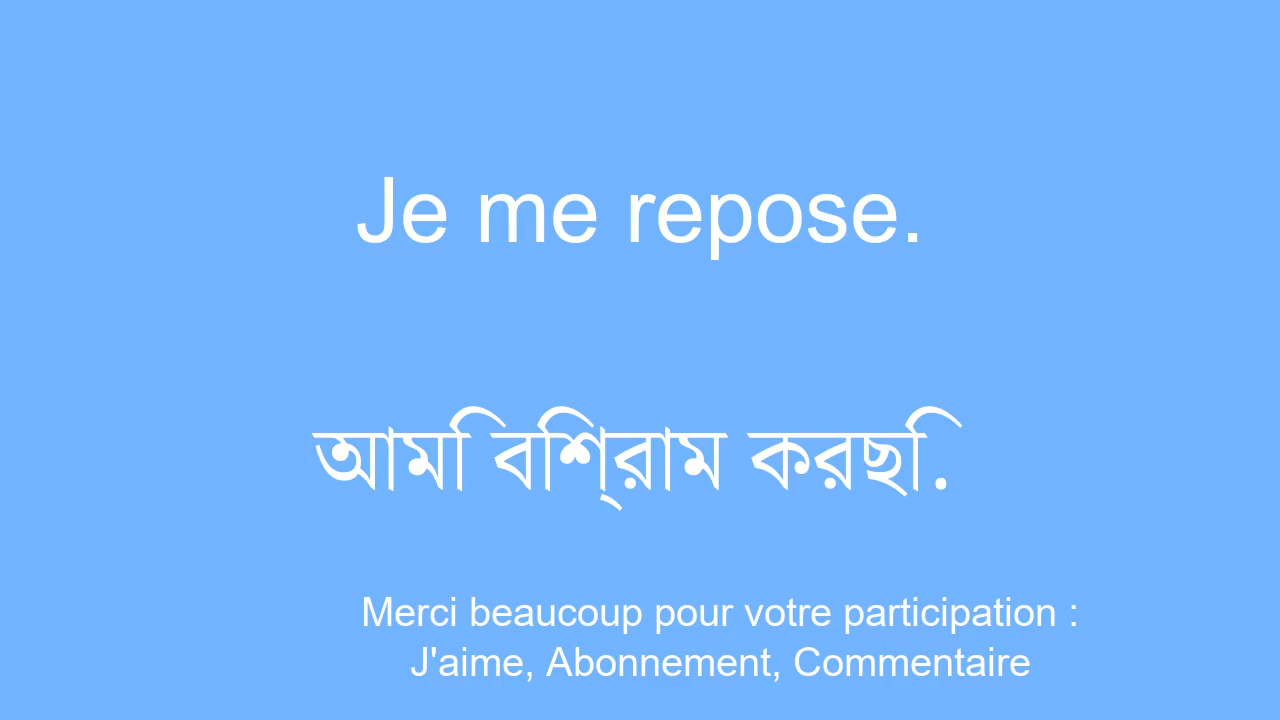 Je me repose.
আমি বিশ্রাম করছি.
Merci beaucoup pour votre participation :
J'aime, Abonnement, Commentaire